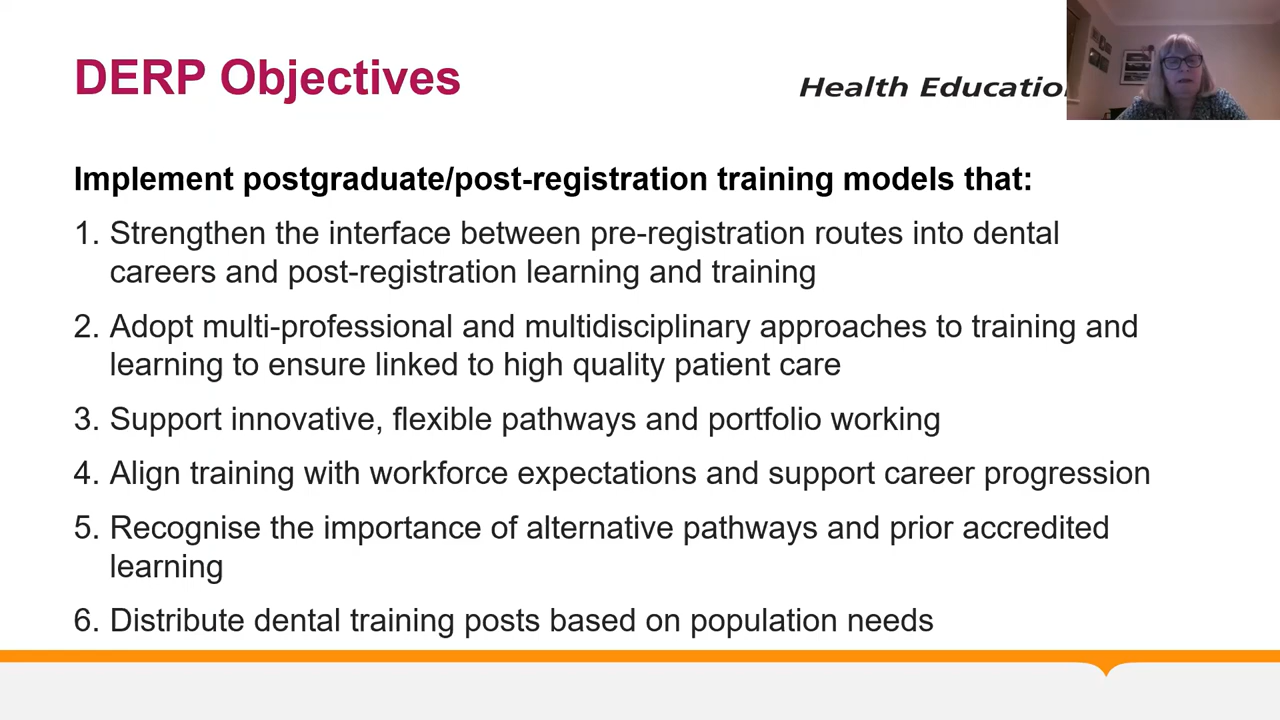 DERP Objectives
Health Education
Implement postgraduate/post-registration training models that:
1. Strengthen the interface between pre-registration routes into dental
careers and post-registration learning and training
2. Adopt multi-professional and multidisciplinary approaches to training and
learning to ensure linked to high quality patient care
3. Support innovative, flexible pathways and portfolio working
4. Align training with workforce expectations and support career progression
5. Recognise the importance of alternative pathways and prior accredited
learning
6. Distribute dental training posts based on population needs